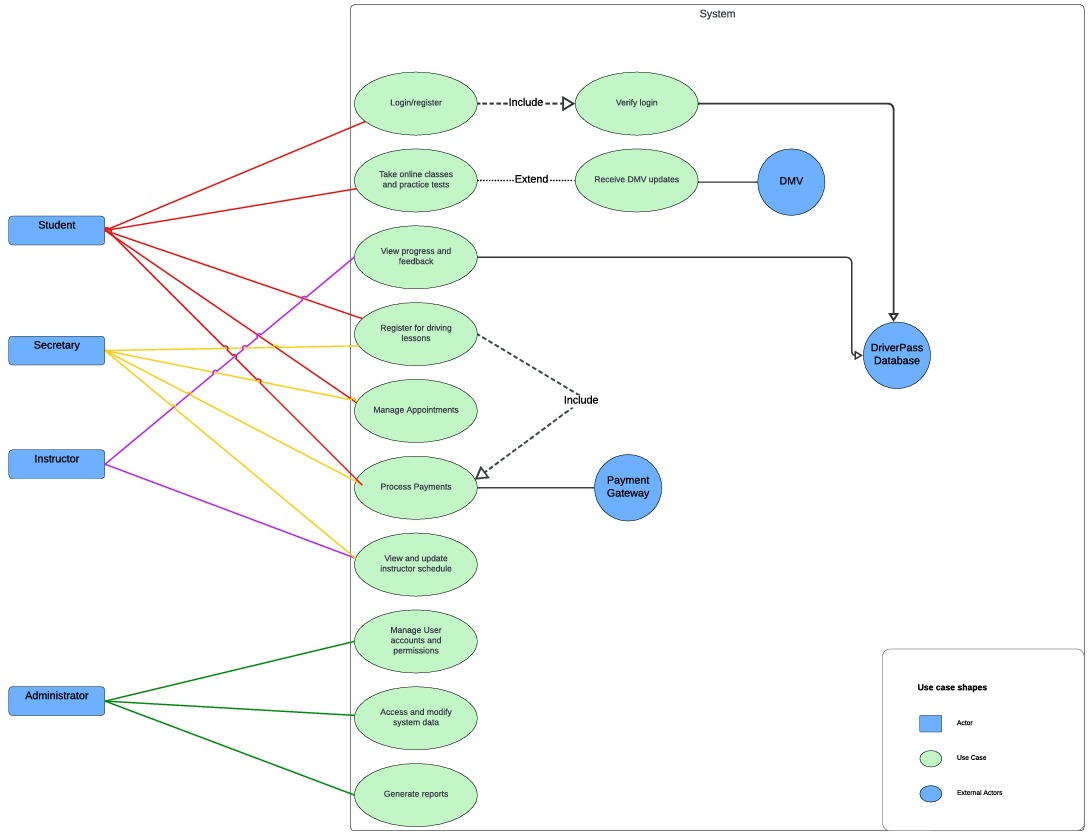 System
Login/register
Include
Verify login
Take online classes
and practice tests
Extend
Receive DMV updates
DMV
Student
View progress and
feedback
Register for driving
lessons
Secretary
DriverPass
Database
Include
Manage Appointments
Instructor
Process Payments
Payment
Gateway
View and update
instructor schedule
Manage User
accounts and
permissions
Administrator
Access and modify
system data
Generate reports
Use case shapes
Actor
Use Case
External Actors